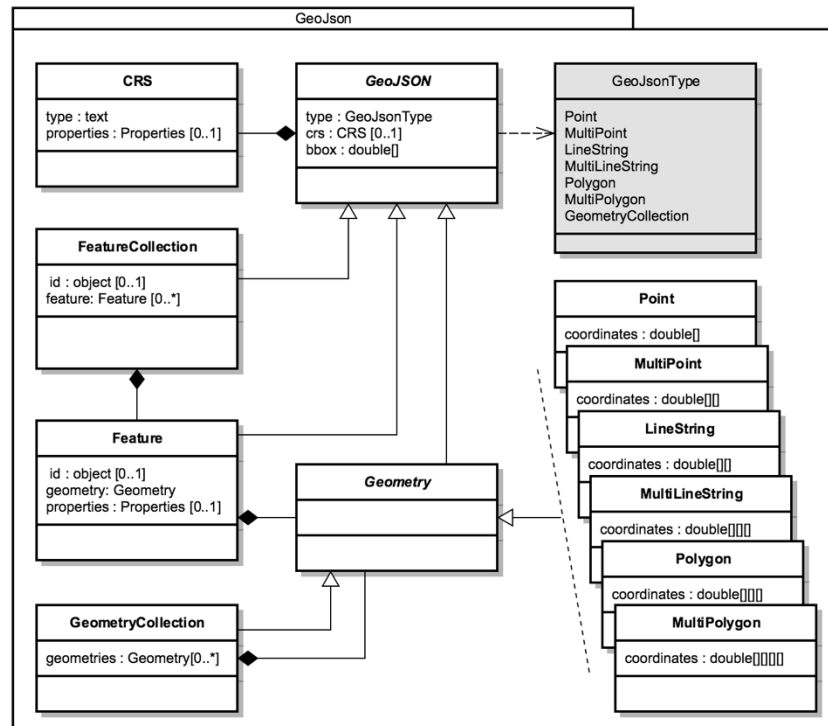 GeoJson
CRS
type : text
properties : Properties [0..1]
GeoJSON
type : GeoJsonType
crs : CRS [0..1]
bbox : double[]
GeoJsonType
Point
MultiPoint
LineString
MultiLineString
Polygon
MultiPolygon
GeometryCollection
FeatureCollection
id : object [0..1]
feature: Feature [0..*]
Feature
id : object [0..1]
geometry: Geometry
properties : Properties [0..1]
Geometry
GeometryCollection
geometries : Geometry[0..*]
Point
coordinates : double[]
MultiPoint
coordinates : double[][]
LineString
coordinates : double[][]
MultiLineString
coordinates : double[][][]
Polygon
coordinates : double[][][]
MultiPolygon
coordinates : double[][][][]